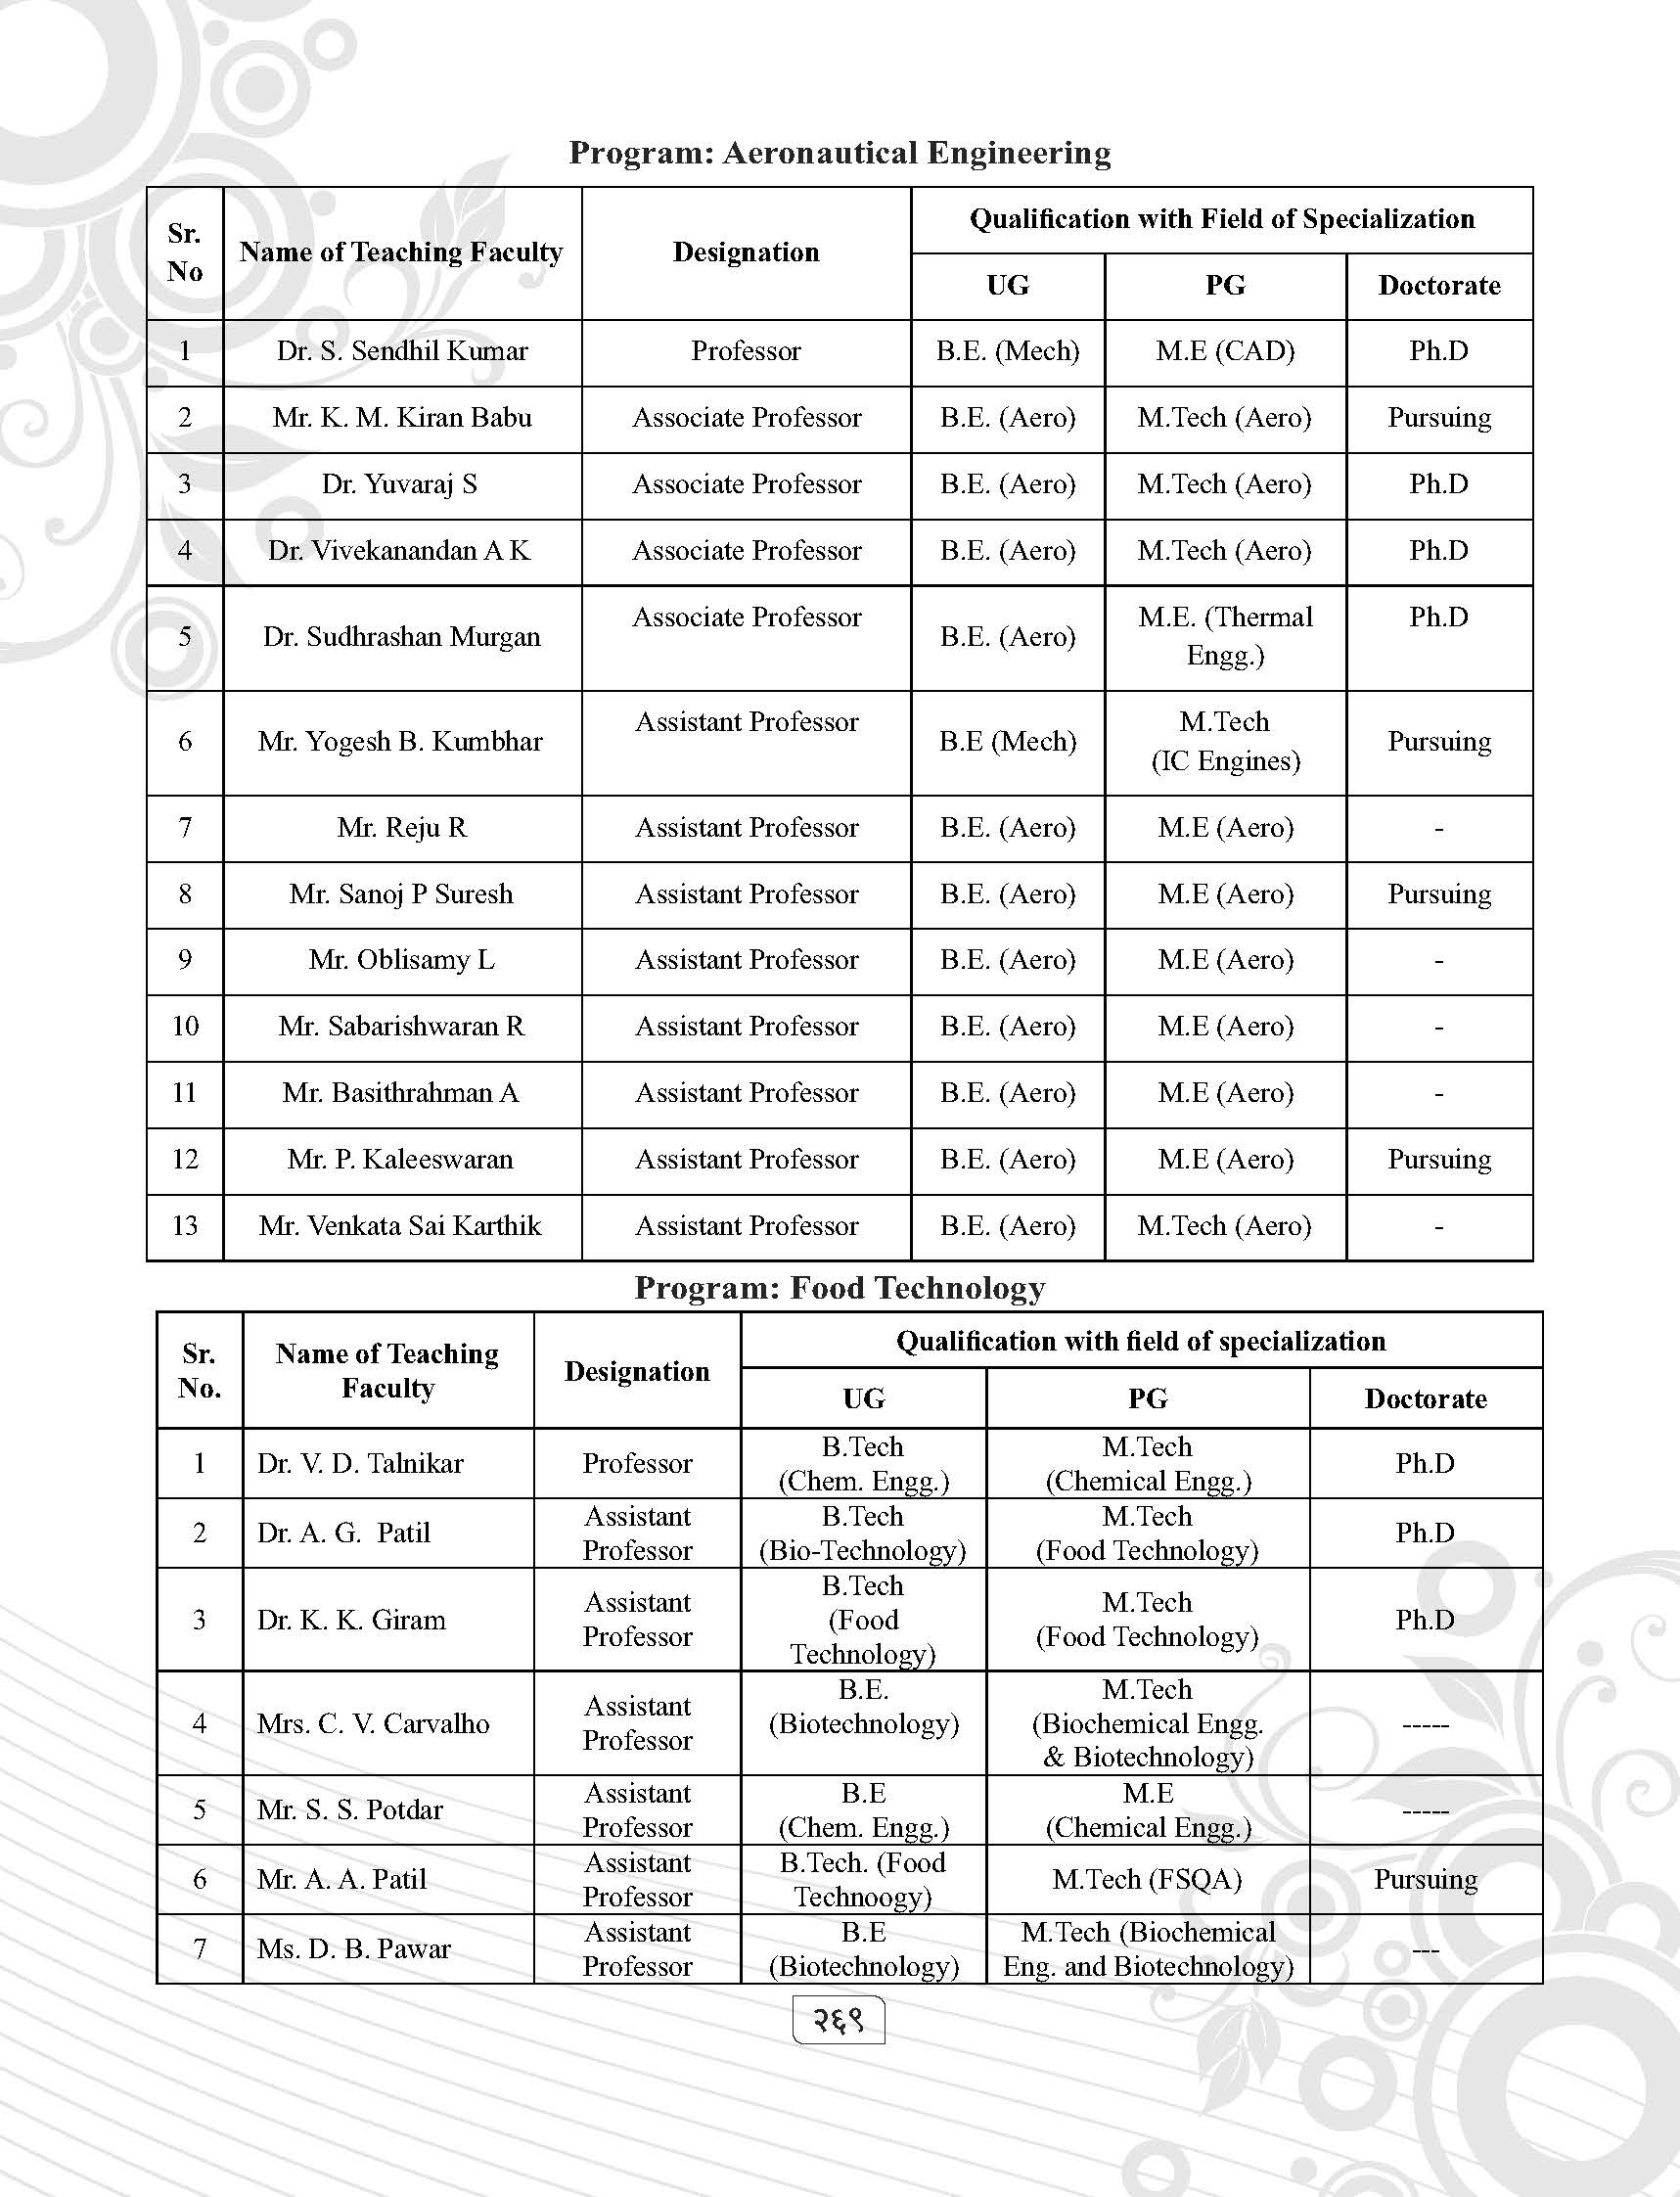 Program: Aeronautical Engineering
Sr. No | Name of Teaching Faculty | Designation | Qualification with Field of Specialization
UG | PG | Doctorate
1 | Dr. S. Sendhil Kumar | Professor | B.E. (Mech) | M.E (CAD) | Ph.D
2 | Mr. K. M. Kiran Babu | Associate Professor | B.E. (Aero) | M.Tech (Aero) | Pursuing
3 | Dr. Yuvaraj S | Associate Professor | B.E. (Aero) | M.Tech (Aero) | Ph.D
4 | Dr. Vivekanandan A K | Associate Professor | B.E. (Aero) | M.Tech (Aero) | Ph.D
5 | Dr. Sudhrashan Murgan | Associate Professor | B.E. (Aero) | M.E. (Thermal Engg.) | Ph.D
6 | Mr. Yogesh B. Kumbhar | Assistant Professor | B.E (Mech) | M.Tech (IC Engines) | Pursuing
7 | Mr. Reju R | Assistant Professor | B.E. (Aero) | M.E (Aero) | -
8 | Mr. Sanoj P Suresh | Assistant Professor | B.E. (Aero) | M.E (Aero) | Pursuing
9 | Mr. Oblisamy L | Assistant Professor | B.E. (Aero) | M.E (Aero) | -
10 | Mr. Sabarishwaran R | Assistant Professor | B.E. (Aero) | M.E (Aero) | -
11 | Mr. Basithrahman A | Assistant Professor | B.E. (Aero) | M.E (Aero) | -
12 | Mr. P. Kaleeswaran | Assistant Professor | B.E. (Aero) | M.E (Aero) | Pursuing
13 | Mr. Venkata Sai Karthik | Assistant Professor | B.E. (Aero) | M.Tech (Aero) | -
Program: Food Technology
Sr. No. | Name of Teaching Faculty | Designation | Qualification with field of specialization
UG | PG | Doctorate
1 | Dr. V. D. Talnikar | Professor | B.Tech (Chem. Engg.) | M.Tech (Chemical Engg.) | Ph.D
2 | Dr. A. G. Patil | Assistant Professor | B.Tech (Bio-Technology) | M.Tech (Food Technology) | Ph.D
3 | Dr. K. K. Giram | Assistant Professor | B.Tech (Food Technology) | M.Tech (Food Technology) | Ph.D
4 | Mrs. C. V. Carvalho | Assistant Professor | B.E. (Biotechnology) | M.Tech (Biochemical Engg. & Biotechnology) | -----
5 | Mr. S. S. Potdar | Assistant Professor | B.E (Chem. Engg.) | M.E (Chemical Engg.) | -----
6 | Mr. A. A. Patil | Assistant Professor | B.Tech. (Food Technoogy) | M.Tech (FSQA) | Pursuing
7 | Ms. D. B. Pawar | Assistant Professor | B.E (Biotechnology) | M.Tech (Biochemical Eng. and Biotechnology) | ---
२६९